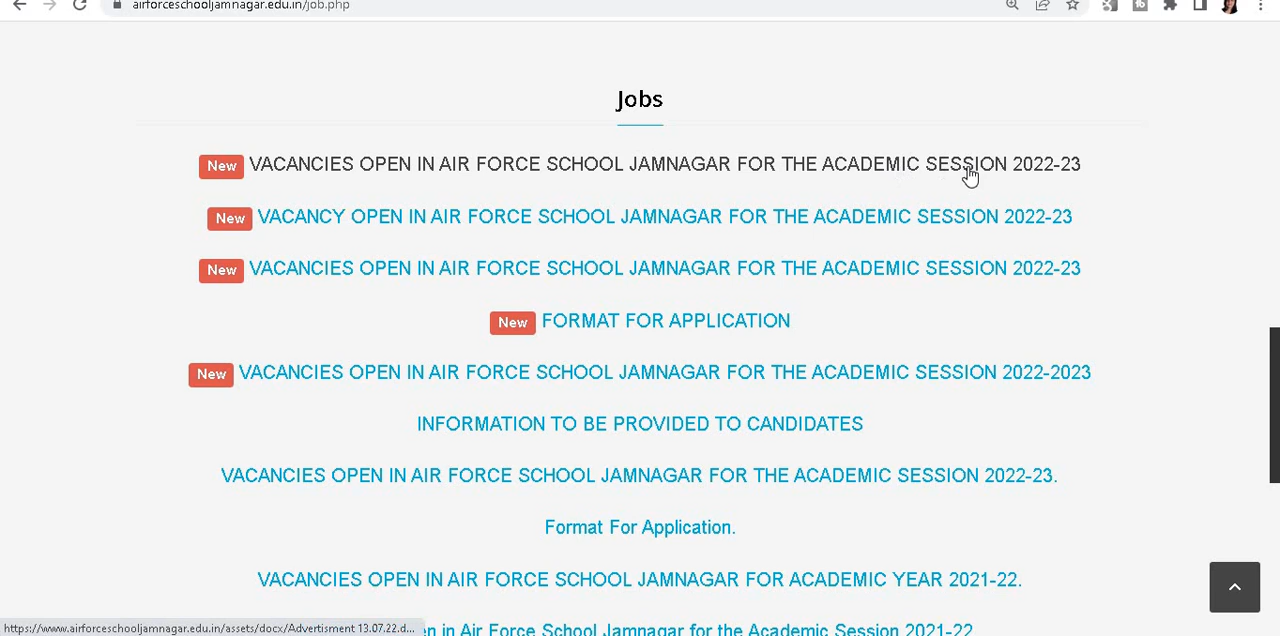 airforceschooljamnagar.edu.in/job.php
Jobs
New VACANCIES OPEN IN AIR FORCE SCHOOL JAMNAGAR FOR THE ACADEMIC SESSION 2022-23
New VACANCY OPEN IN AIR FORCE SCHOOL JAMNAGAR FOR THE ACADEMIC SESSION 2022-23
New VACANCIES OPEN IN AIR FORCE SCHOOL JAMNAGAR FOR THE ACADEMIC SESSION 2022-23
New FORMAT FOR APPLICATION
New VACANCIES OPEN IN AIR FORCE SCHOOL JAMNAGAR FOR THE ACADEMIC SESSION 2022-2023
INFORMATION TO BE PROVIDED TO CANDIDATES
VACANCIES OPEN IN AIR FORCE SCHOOL JAMNAGAR FOR THE ACADEMIC SESSION 2022-23.
Format For Application.
VACANCIES OPEN IN AIR FORCE SCHOOL JAMNAGAR FOR ACADEMIC YEAR 2021-22.
en in Air Force School Jamnagar for the Academic Session 2021-22
https://www.airforceschooljamnagar.edu.in/assets/docx/Advertisment 13.07.22.d...